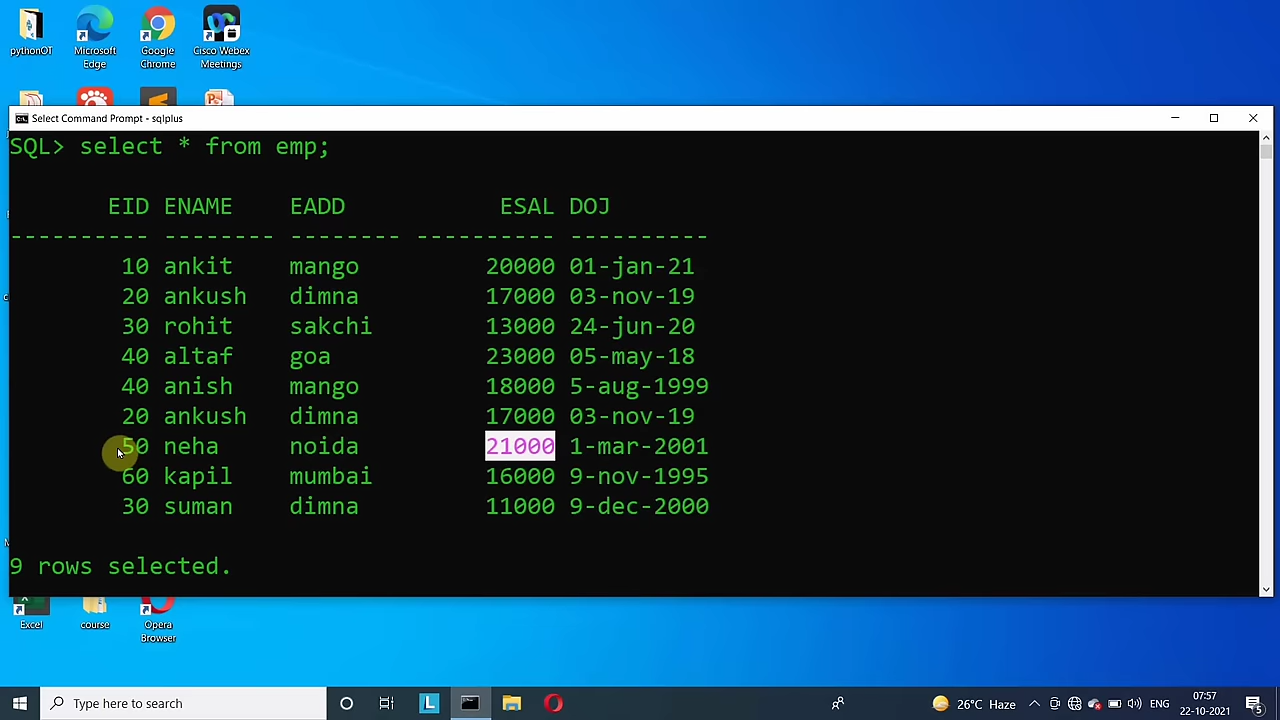 pythonOT
Microsoft Edge
Google Chrome
Cisco Webex Meetings
Select Command Prompt - sqlplus
SQL> select * from emp;
EID ENAME EADD ESAL DOJ
---------- -------- -------- ---------- ----------
10 ankit mango 20000 01-jan-21
20 ankush dimna 17000 03-nov-19
30 rohit sakchi 13000 24-jun-20
40 altaf goa 23000 05-may-18
40 anish mango 18000 5-aug-1999
20 ankush dimna 17000 03-nov-19
50 neha noida 21000 1-mar-2001
60 kapil mumbai 16000 9-nov-1995
30 suman dimna 11000 9-dec-2000
9 rows selected.
Excel
course
Opera Browser
Type here to search
L
26°C Haze
ENG
07:57
22-10-2021
5